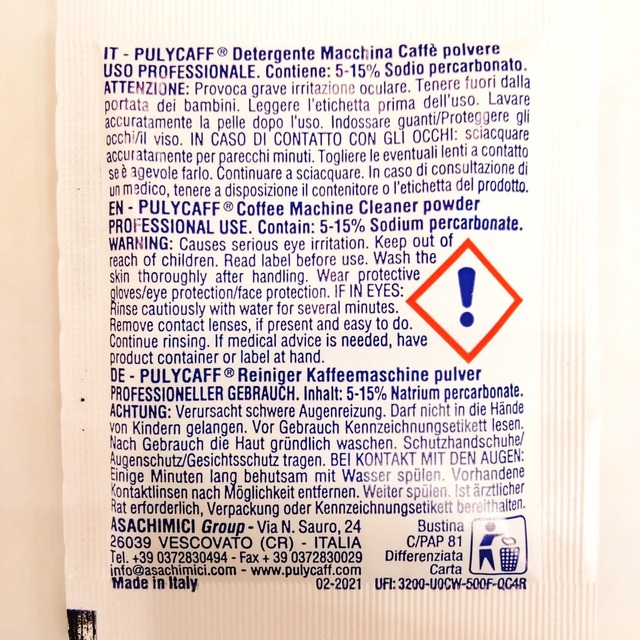 IT - PULYCAFF® Detergente Macchina Caffè polvere
USO PROFESSIONALE. Contiene: 5-15% Sodio percarbonato.
ATTENZIONE: Provoca grave irritazione oculare. Tenere fuori dalla
portata dei bambini. Leggere l'etichetta prima dell'uso. Lavare
accuratamente la pelle dopo l'uso. Indossare guanti/Proteggere gli
occhi/il viso. IN CASO DI CONTATTO CON GLI OCCHI: sciacquare
accuratamente per parecchi minuti. Togliere le eventuali lenti a contatto
se è agevole farlo. Continuare a sciacquare. In caso di consultazione di
un medico, tenere a disposizione il contenitore o l'etichetta del prodotto.
EN - PULYCAFF® Coffee Machine Cleaner powder
PROFESSIONAL USE. Contain: 5-15% Sodium percarbonate.
WARNING: Causes serious eye irritation. Keep out of
reach of children. Read label before use. Wash the
skin thoroughly after handling. Wear protective
gloves/eye protection/face protection. IF IN EYES:
Rinse cautiously with water for several minutes.
Remove contact lenses, if present and easy to do.
Continue rinsing. If medical advice is needed, have
product container or label at hand.
DE - PULYCAFF® Reiniger Kaffeemaschine pulver
PROFESSIONELLER GEBRAUCH. Inhalt: 5-15% Natrium percarbonate.
ACHTUNG: Verursacht schwere Augenreizung. Darf nicht in die Hände
von Kindern gelangen. Vor Gebrauch Kennzeichnungsetikett lesen.
Nach Gebrauch die Haut gründlich waschen. Schutzhandschuhe/
Augenschutz/Gesichtsschutz tragen. BEI KONTAKT MIT DEN AUGEN:
Einige Minuten lang behutsam mit Wasser spülen. Vorhandene
Kontaktlinsen nach Möglichkeit entfernen. Weiter spülen. Ist ärztlicher
Rat erforderlich, Verpackung oder Kennzeichnungsetikett bereithalten.
ASACHIMICI Group - Via N. Sauro, 24
26039 VESCOVATO (CR) - ITALIA
Tel. +39 0372830494 - Fax + 39 0372830029
info@asachimici.com - www.pulycaff.com
Made in Italy 02-2021
Bustina
C/PAP 81
Differenziata
Carta
UFI: 3200-U0CW-500F-QC4R